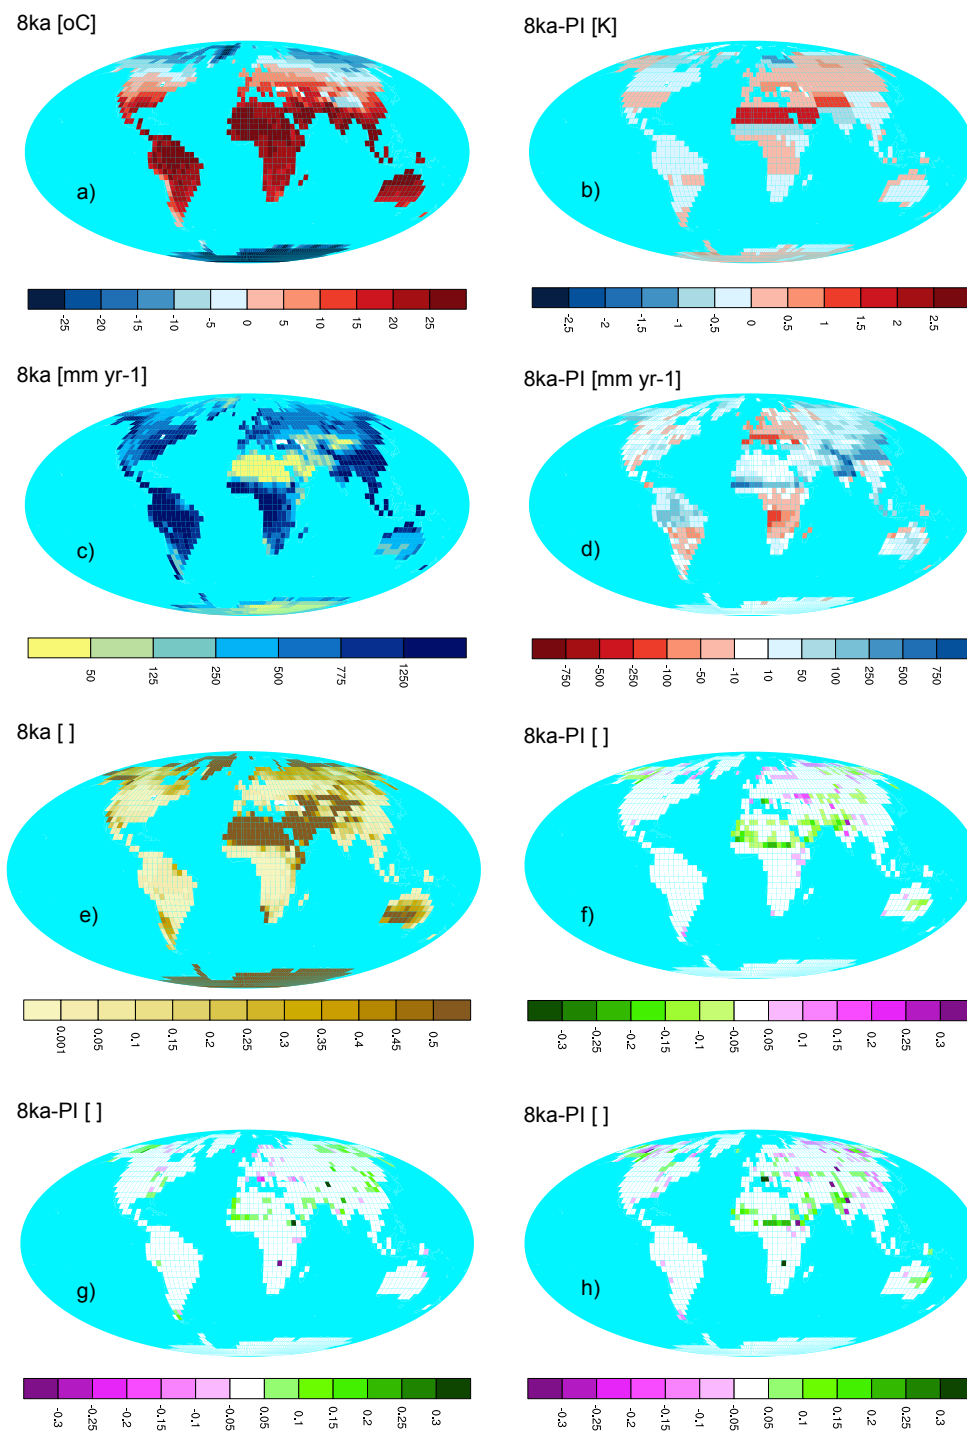 8ka [oC]
8ka-PI [K]
a)
b)
-25 -20 -15 -10 -5 0 5 10 15 20 25
-2.5 -2 -1.5 -1 -0.5 0 0.5 1 1.5 2 2.5
8ka [mm yr-1]
8ka-PI [mm yr-1]
c)
d)
50 125 250 500 775 1250
-750 -500 -250 -100 -50 -10 10 50 100 250 500 750
8ka [ ]
8ka-PI [ ]
e)
f)
0.001 0.05 0.1 0.15 0.2 0.25 0.3 0.35 0.4 0.45 0.5
-0.3 -0.25 -0.2 -0.15 -0.1 -0.05 0.05 0.1 0.15 0.2 0.25 0.3
8ka-PI [ ]
8ka-PI [ ]
g)
h)
-0.3 -0.25 -0.2 -0.15 -0.1 -0.05 0.05 0.1 0.15 0.2 0.25 0.3
-0.3 -0.25 -0.2 -0.15 -0.1 -0.05 0.05 0.1 0.15 0.2 0.25 0.3